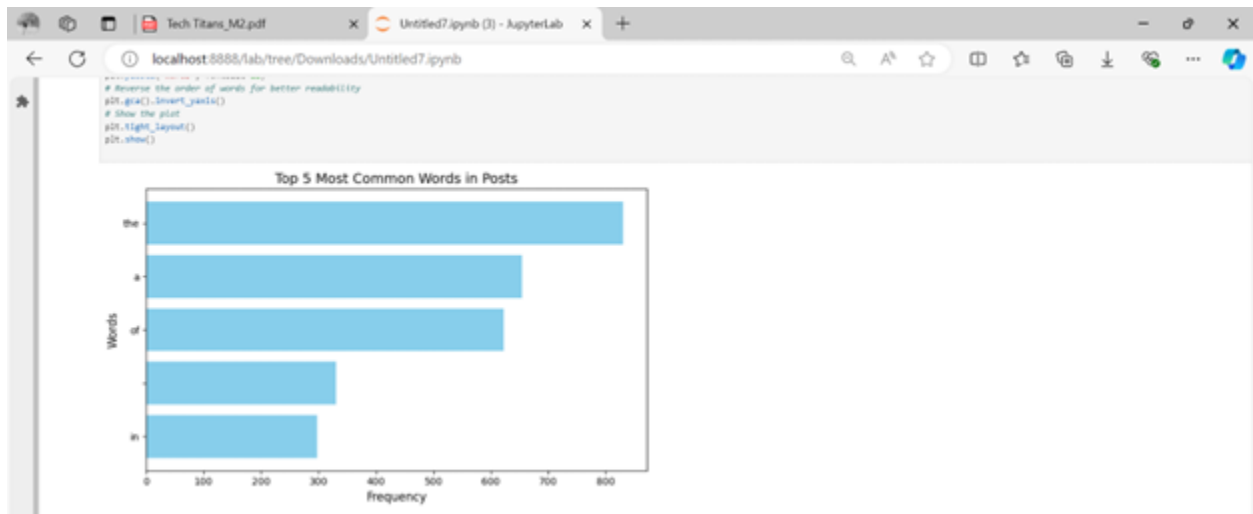 Tech Titans_M2.pdf
Untitled7.ipynb (3) - JupyterLab
localhost:8888/lab/tree/Downloads/Untitled7.ipynb
# Reverse the order of words for better readability
plt.gca().invert_yaxis()
# Show the plot
plt.tight_layout()
plt.show()
Top 5 Most Common Words in Posts
the
a
of
in
Words
0 100 200 300 400 500 600 700 800
Frequency